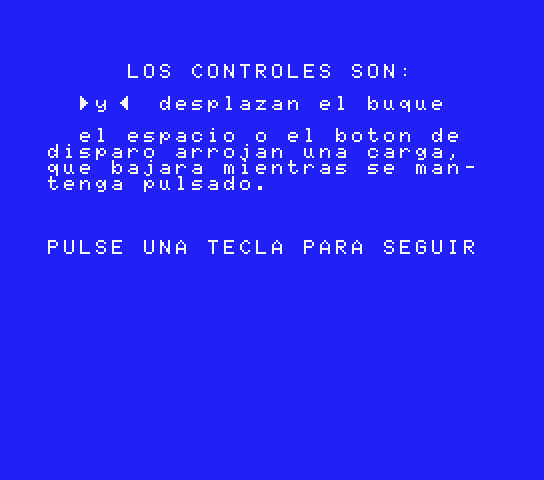 LOS CONTROLES SON:
▶y◀ desplazan el buque
el espacio o el boton de
disparo arrojan una carga,
que bajara mientras se man-
tenga pulsado.
PULSE UNA TECLA PARA SEGUIR